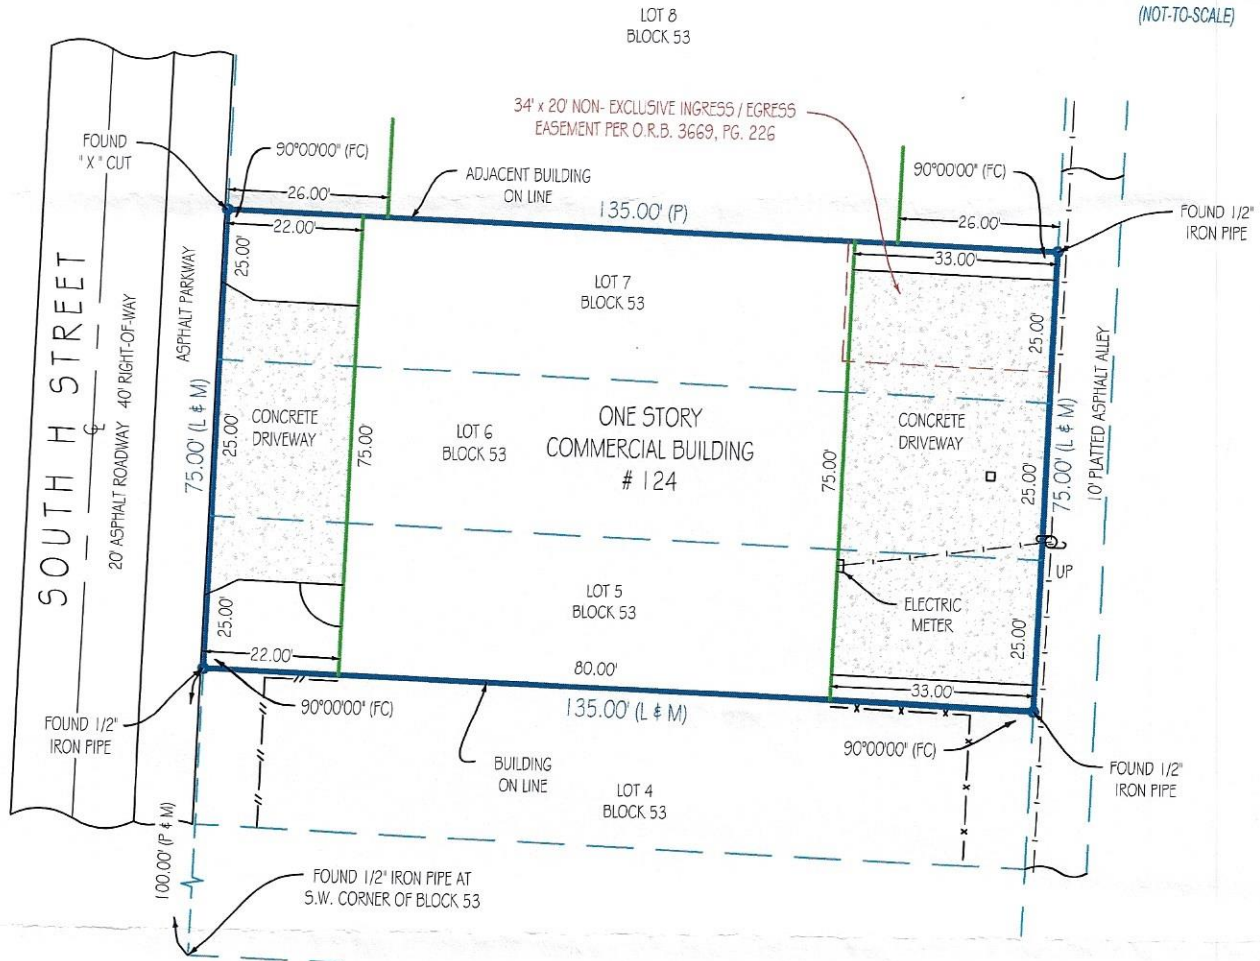 LOT 8
BLOCK 53
(NOT-TO-SCALE)
34' x 20' NON- EXCLUSIVE INGRESS / EGRESS
EASEMENT PER O.R.B. 3669, PG. 226
FOUND
"X" CUT
90°00'00" (FC)
26.00'
ADJACENT BUILDING
ON LINE
135.00' (P)
90°00'00" (FC)
26.00'
FOUND 1/2"
IRON PIPE
22.00'
33.00'
25.00'
LOT 7
BLOCK 53
25.00'
SOUTH H STREET
℄
20' ASPHALT ROADWAY 40' RIGHT-OF-WAY
ASPHALT PARKWAY
75.00' (L & M)
25.00'
CONCRETE
DRIVEWAY
75.00'
LOT 6
BLOCK 53
ONE STORY
COMMERCIAL BUILDING
# 124
75.00'
CONCRETE
DRIVEWAY
25.00'
75.00' (L & M)
10' PLATTED ASPHALT ALLEY
UP
25.00'
LOT 5
BLOCK 53
ELECTRIC
METER
25.00'
22.00'
80.00'
33.00'
FOUND 1/2"
IRON PIPE
90°00'00" (FC)
135.00' (L & M)
90°00'00" (FC)
FOUND 1/2"
IRON PIPE
BUILDING
ON LINE
LOT 4
BLOCK 53
100.00' (P & M)
FOUND 1/2" IRON PIPE AT
S.W. CORNER OF BLOCK 53